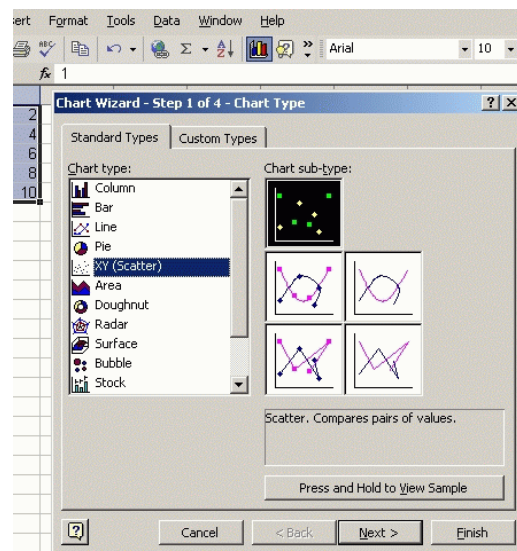 ert Format Tools Data Window Help
ABC Σ Arial 10
fx 1
Chart Wizard - Step 1 of 4 - Chart Type
2
4
6
8
10
Standard Types Custom Types
Chart type:
Column
Bar
Line
Pie
XY (Scatter)
Area
Doughnut
Radar
Surface
Bubble
Stock
Chart sub-type:
Scatter. Compares pairs of values.
Press and Hold to View Sample
Cancel < Back Next > Finish